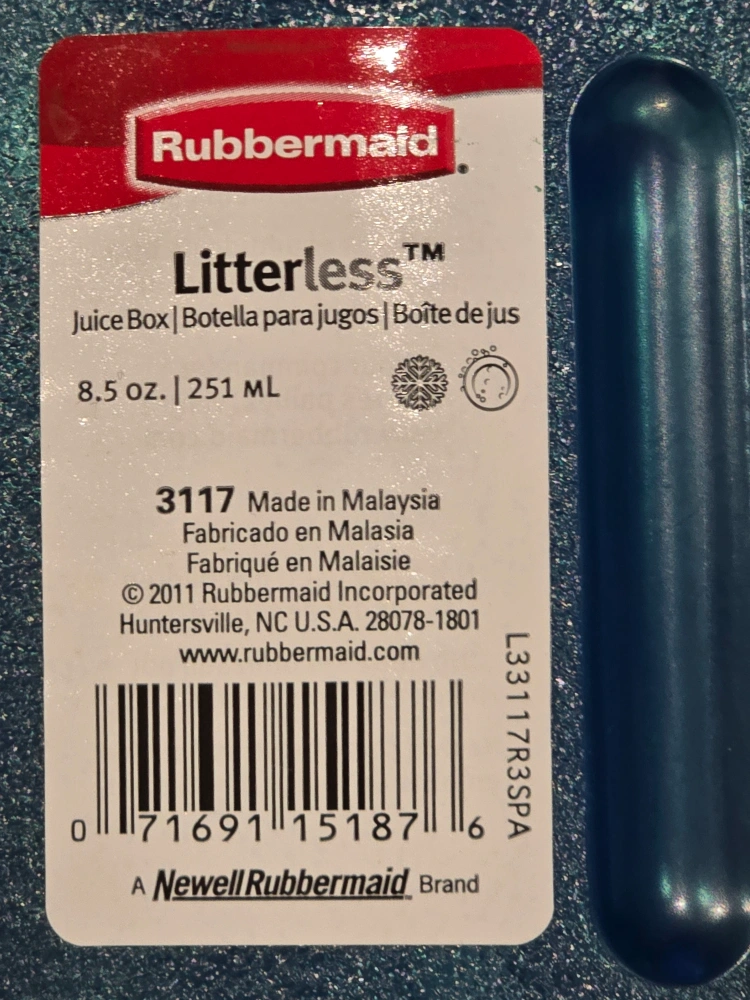 Rubbermaid®
Litterless™
Juice Box | Botella para jugos | Boîte de jus
8.5 oz. | 251 mL
3117 Made in Malaysia
Fabricado en Malasia
Fabriqué en Malaisie
© 2011 Rubbermaid Incorporated
Huntersville, NC U.S.A. 28078-1801
www.rubbermaid.com
L33117R3SPA
0 71691 15187 6
A NewellRubbermaid™ Brand